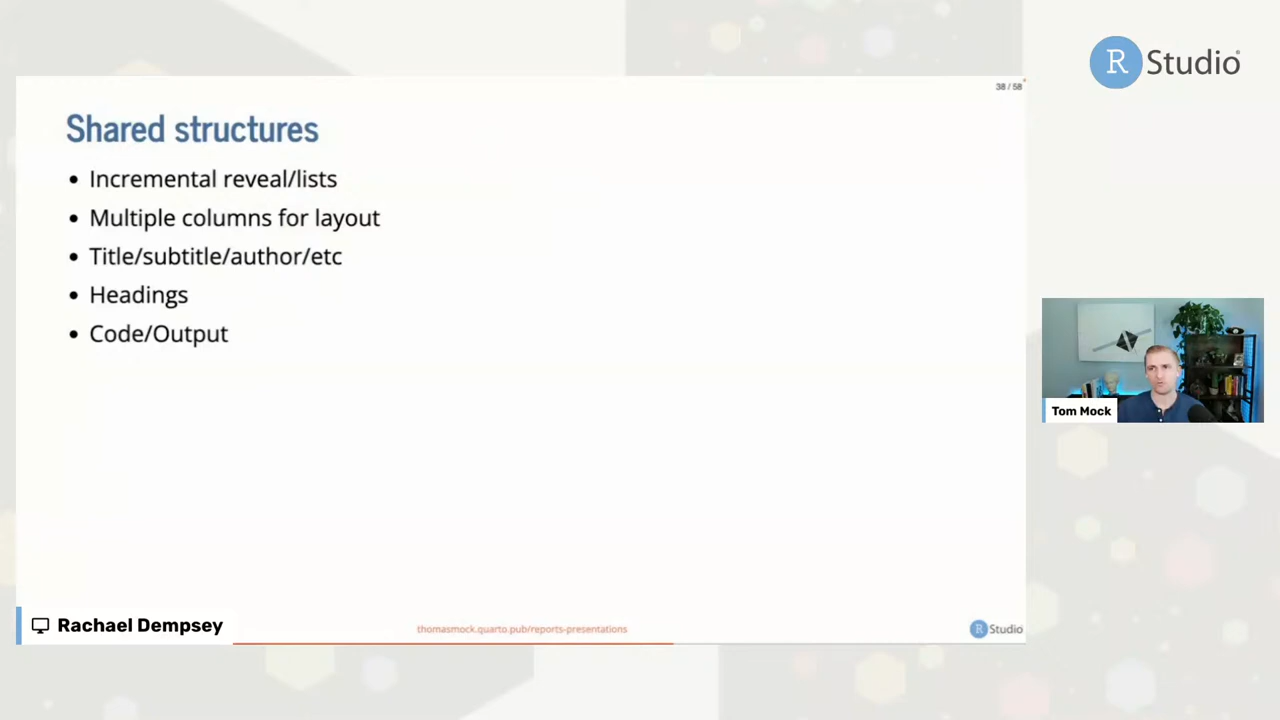 R Studio
38 / 58
Shared structures
• Incremental reveal/lists
• Multiple columns for layout
• Title/subtitle/author/etc
• Headings
• Code/Output
Tom Mock
Rachael Dempsey
thomasmock.quarto.pub/reports-presentations
R Studio